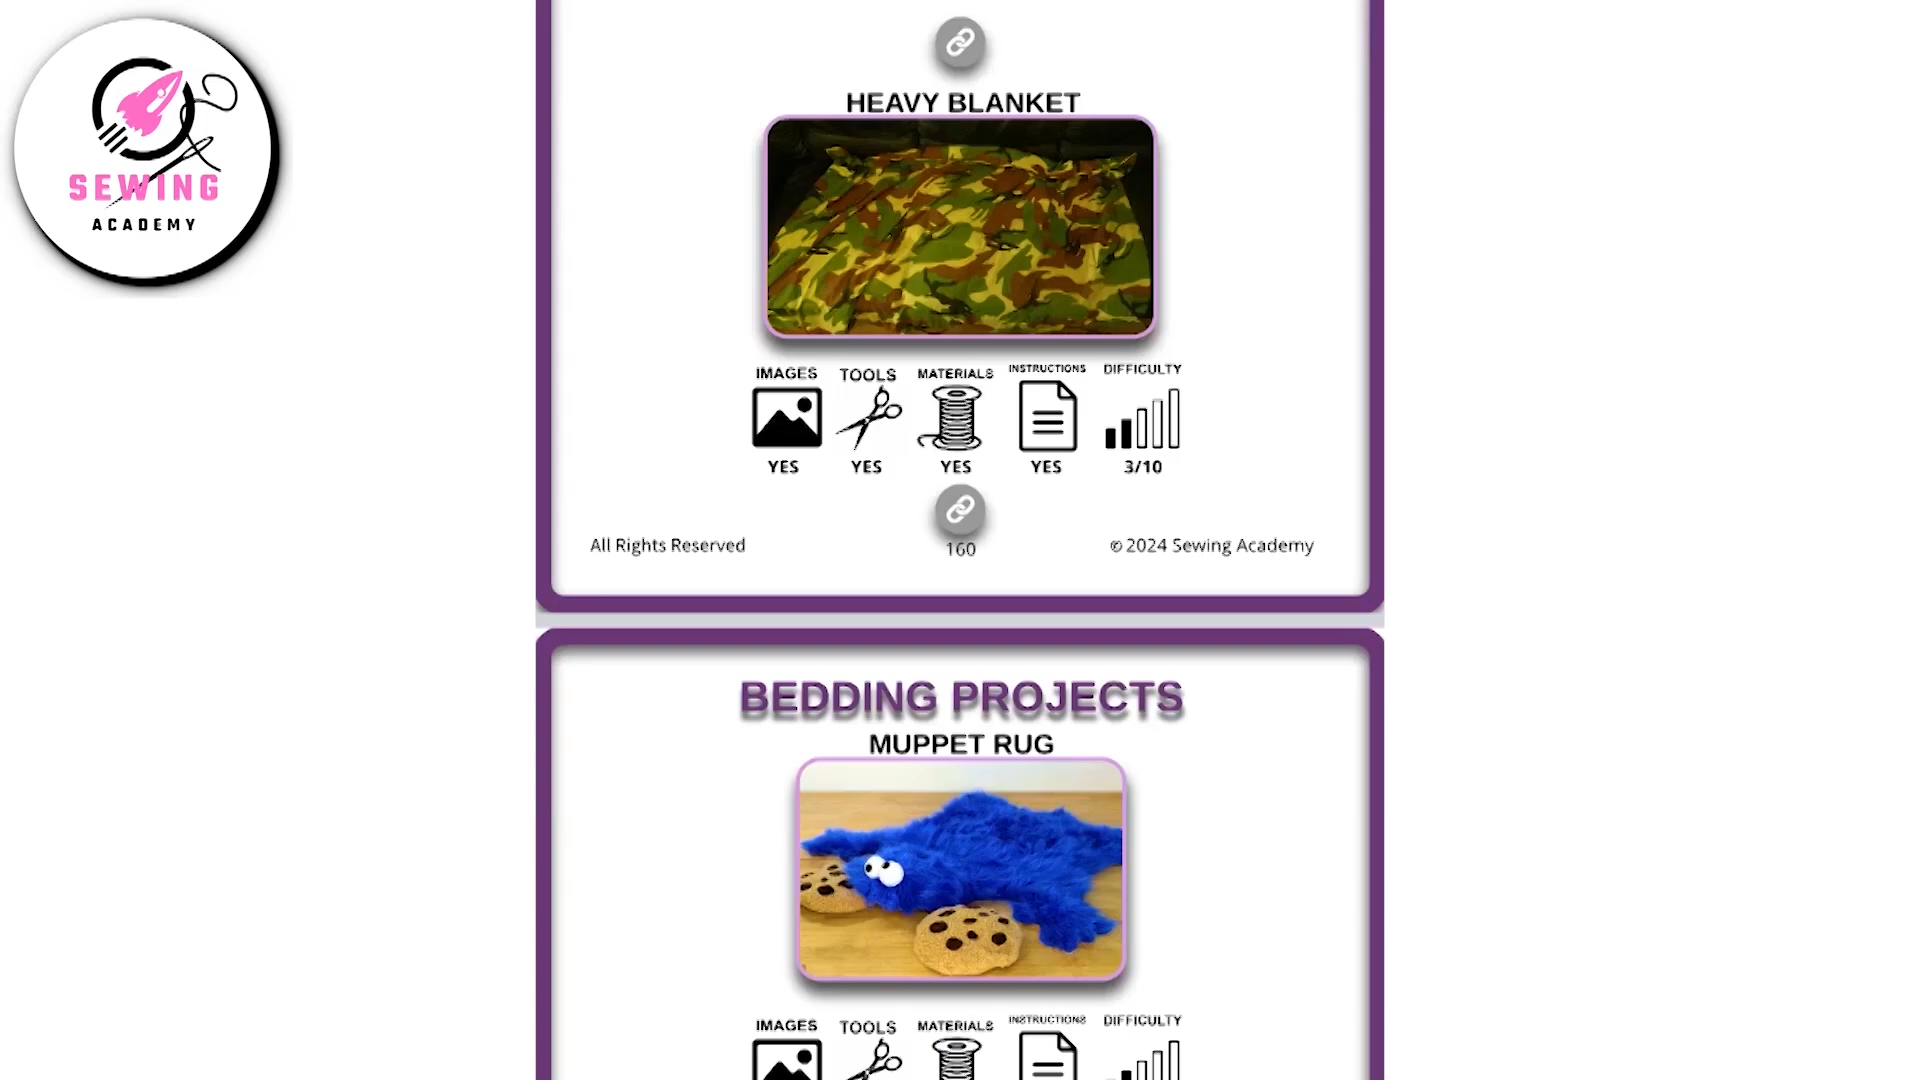 SEWING
ACADEMY
HEAVY BLANKET
IMAGES TOOLS MATERIALS INSTRUCTIONS DIFFICULTY
YES YES YES YES 3/10
All Rights Reserved 160 © 2024 Sewing Academy
BEDDING PROJECTS
MUPPET RUG
IMAGES TOOLS MATERIALS INSTRUCTIONS DIFFICULTY